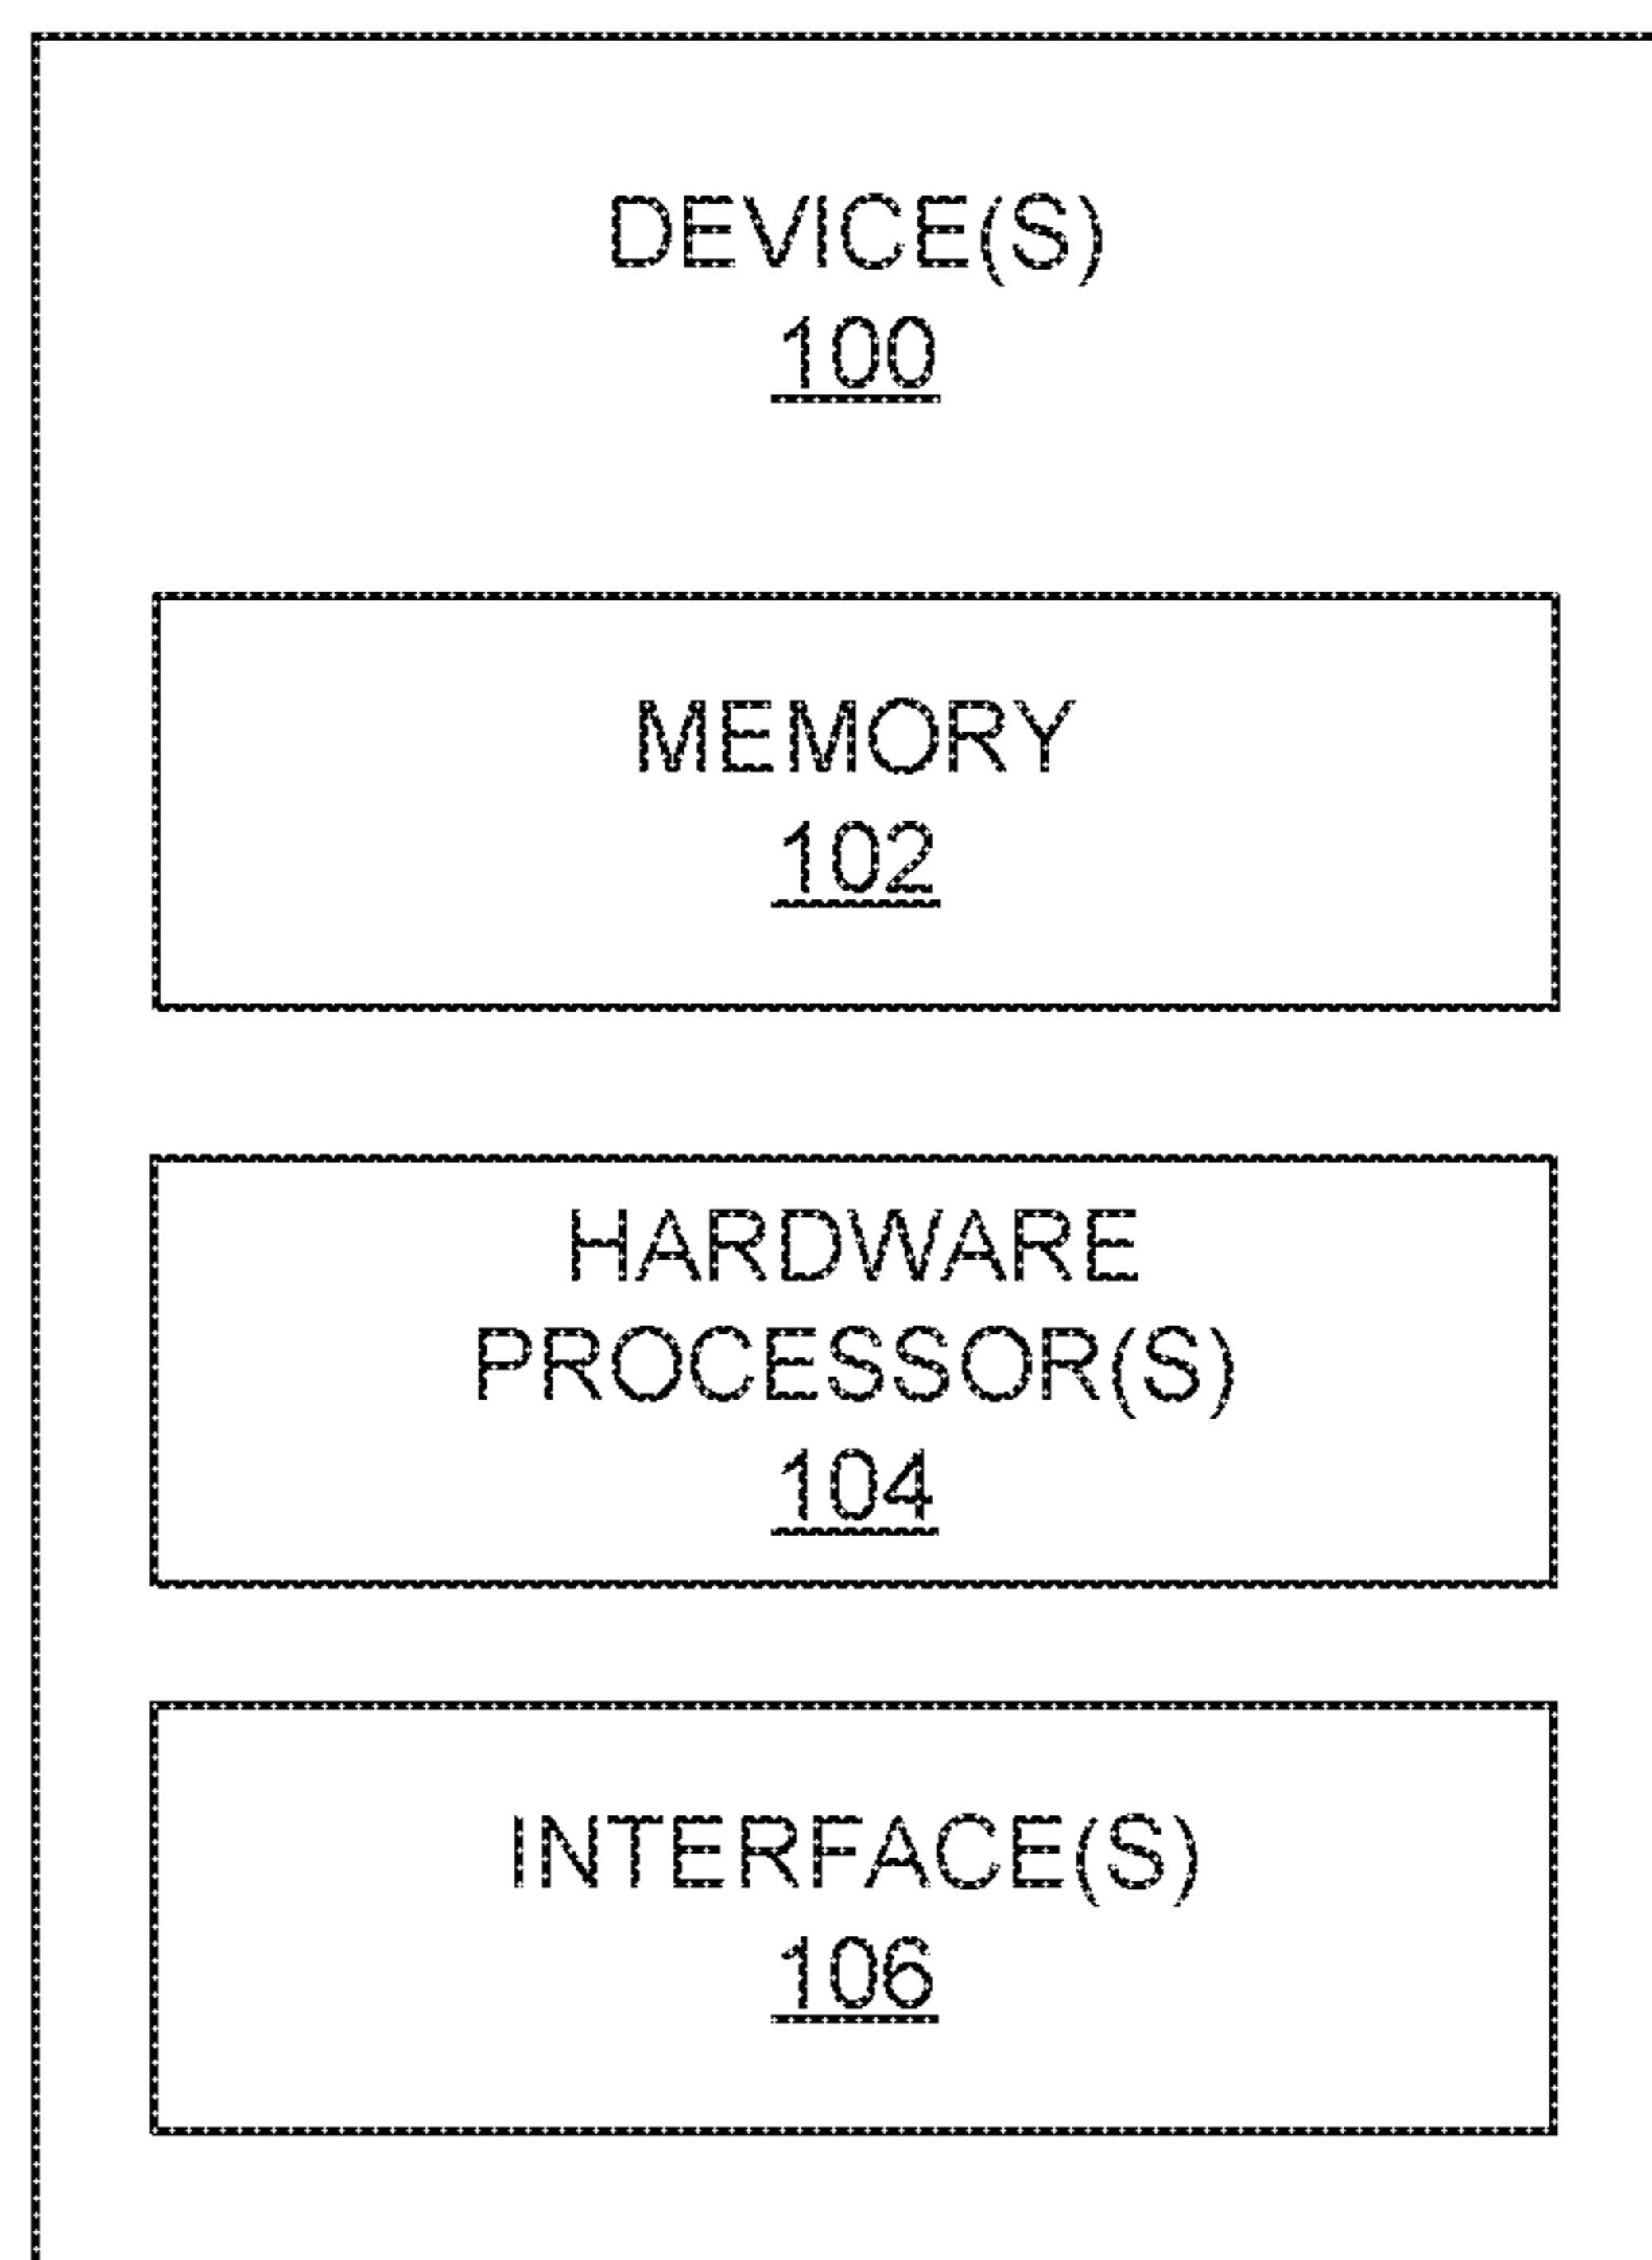 DEVICE(S)
100
MEMORY
102
HARDWARE
PROCESSOR(S)
104
INTERFACE(S)
106